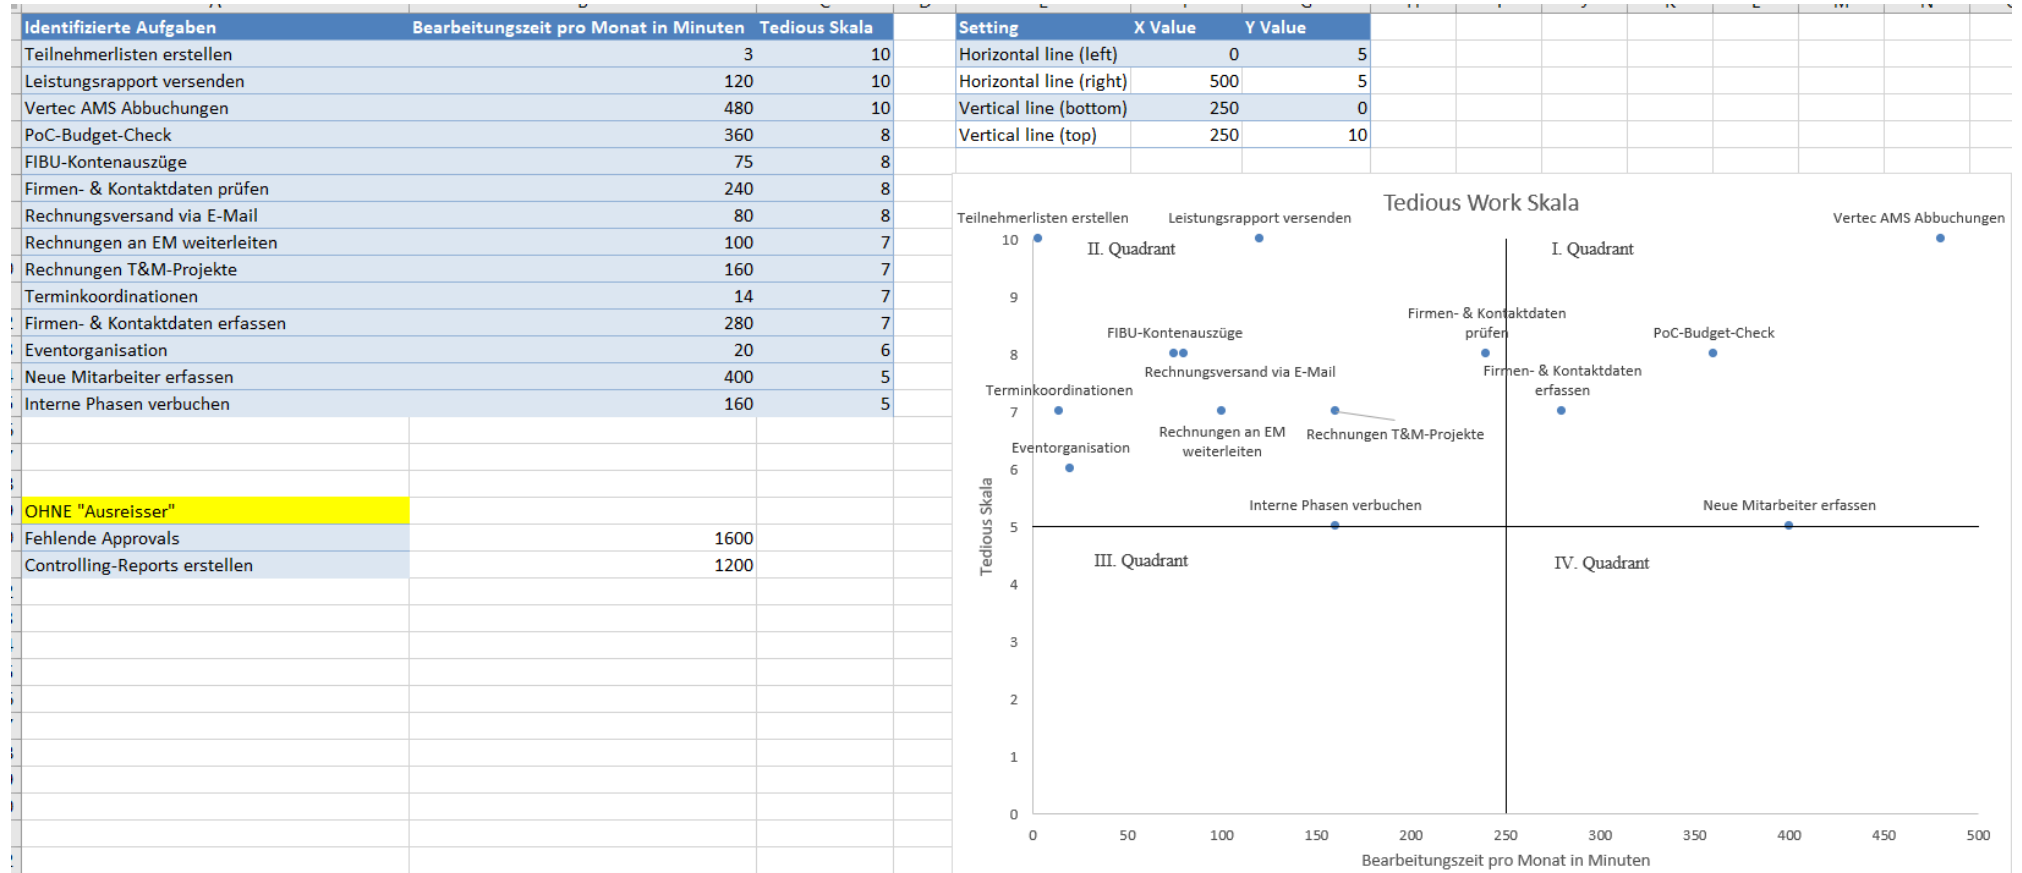 Identifizierte Aufgaben Bearbeitungszeit pro Monat in Minuten Tedious Skala
Teilnehmerlisten erstellen 3 10
Leistungsrapport versenden 120 10
Vertec AMS Abbuchungen 480 10
PoC-Budget-Check 360 8
FIBU-Kontenauszüge 75 8
Firmen- & Kontaktdaten prüfen 240 8
Rechnungsversand via E-Mail 80 8
Rechnungen an EM weiterleiten 100 7
Rechnungen T&M-Projekte 160 7
Terminkoordinationen 14 7
Firmen- & Kontaktdaten erfassen 280 7
Eventorganisation 20 6
Neue Mitarbeiter erfassen 400 5
Interne Phasen verbuchen 160 5
OHNE "Ausreisser"
Fehlende Approvals 1600
Controlling-Reports erstellen 1200
Setting X Value Y Value
Horizontal line (left) 0 5
Horizontal line (right) 500 5
Vertical line (bottom) 250 0
Vertical line (top) 250 10
Tedious Work Skala
Teilnehmerlisten erstellen Leistungsrapport versenden Vertec AMS Abbuchungen
10
II. Quadrant I. Quadrant
9
Firmen- & Kontaktdaten
prüfen
FIBU-Kontenauszüge PoC-Budget-Check
8
Rechnungsversand via E-Mail
Firmen- & Kontaktdaten
erfassen
Terminkoordinationen
7
Rechnungen an EM
weiterleiten
Rechnungen T&M-Projekte
Eventorganisation
6
Interne Phasen verbuchen Neue Mitarbeiter erfassen
5
Tedious Skala
III. Quadrant IV. Quadrant
4
3
2
1
0
0 50 100 150 200 250 300 350 400 450 500
Bearbeitungszeit pro Monat in Minuten